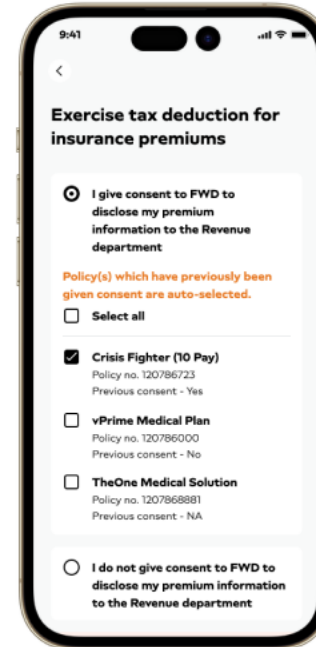 9:41
Exercise tax deduction for
insurance premiums
I give consent to FWD to
disclose my premium
information to the Revenue
department
Policy(s) which have previously been
given consent are auto-selected.
Select all
Crisis Fighter (10 Pay)
Policy no. 120786723
Previous consent - Yes
vPrime Medical Plan
Policy no. 120786000
Previous consent - No
TheOne Medical Solution
Policy no. 1207868881
Previous consent - NA
I do not give consent to FWD to
disclose my premium information
to the Revenue department